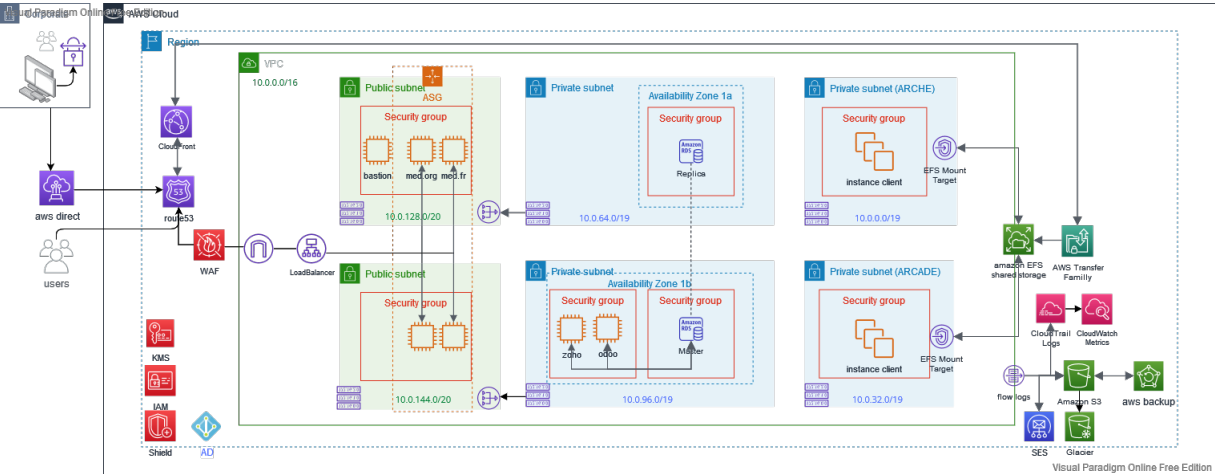 Visual Paradigm Online Free Edition
Corporate
AWS Cloud
aws
Region
VPC
10.0.0.0/16
Public subnet
ASG
Security group
bastion
med.org
med.fr
10.0.128.0/20
Private subnet
Availability Zone 1a
Security group
Amazon
RDS
Replica
10.0.64.0/19
Private subnet (ARCHE)
Security group
instance client
EFS Mount
Target
10.0.0.0/19
CloudFront
53
route53
aws direct
users
WAF
LoadBalancer
Public subnet
Security group
10.0.144.0/20
Private subnet
Availability Zone 1b
Security group
zoho
odoo
Security group
Amazon
RDS
Master
10.0.96.0/19
Private subnet (ARCADE)
Security group
instance client
EFS Mount
Target
10.0.32.0/19
amazon EFS
shared storage
AWS Transfer
Familly
CloudTrail
Logs
CloudWatch
Metrics
flow logs
Amazon S3
aws backup
SES
Glacier
KMS
IAM
Shield
AD
Visual Paradigm Online Free Edition